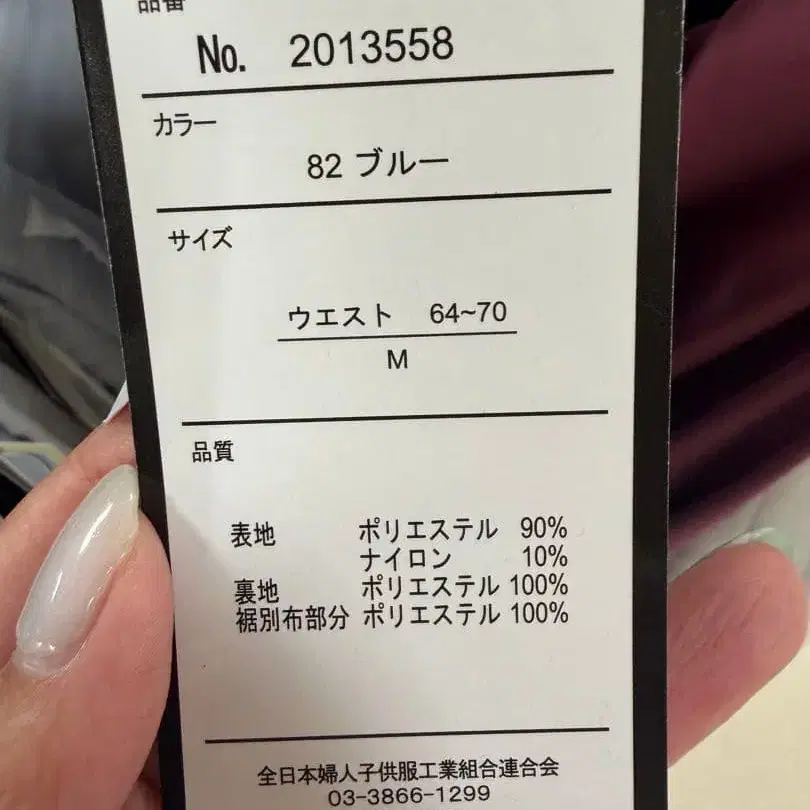 品番
No. 2013558
カラー
82 ブルー
サイズ
ウエスト 64~70
M
品質
表地 ポリエステル 90%
ナイロン 10%
裏地 ポリエステル 100%
裾別布部分 ポリエステル 100%
全日本婦人子供服工業組合連合会
03-3866-1299